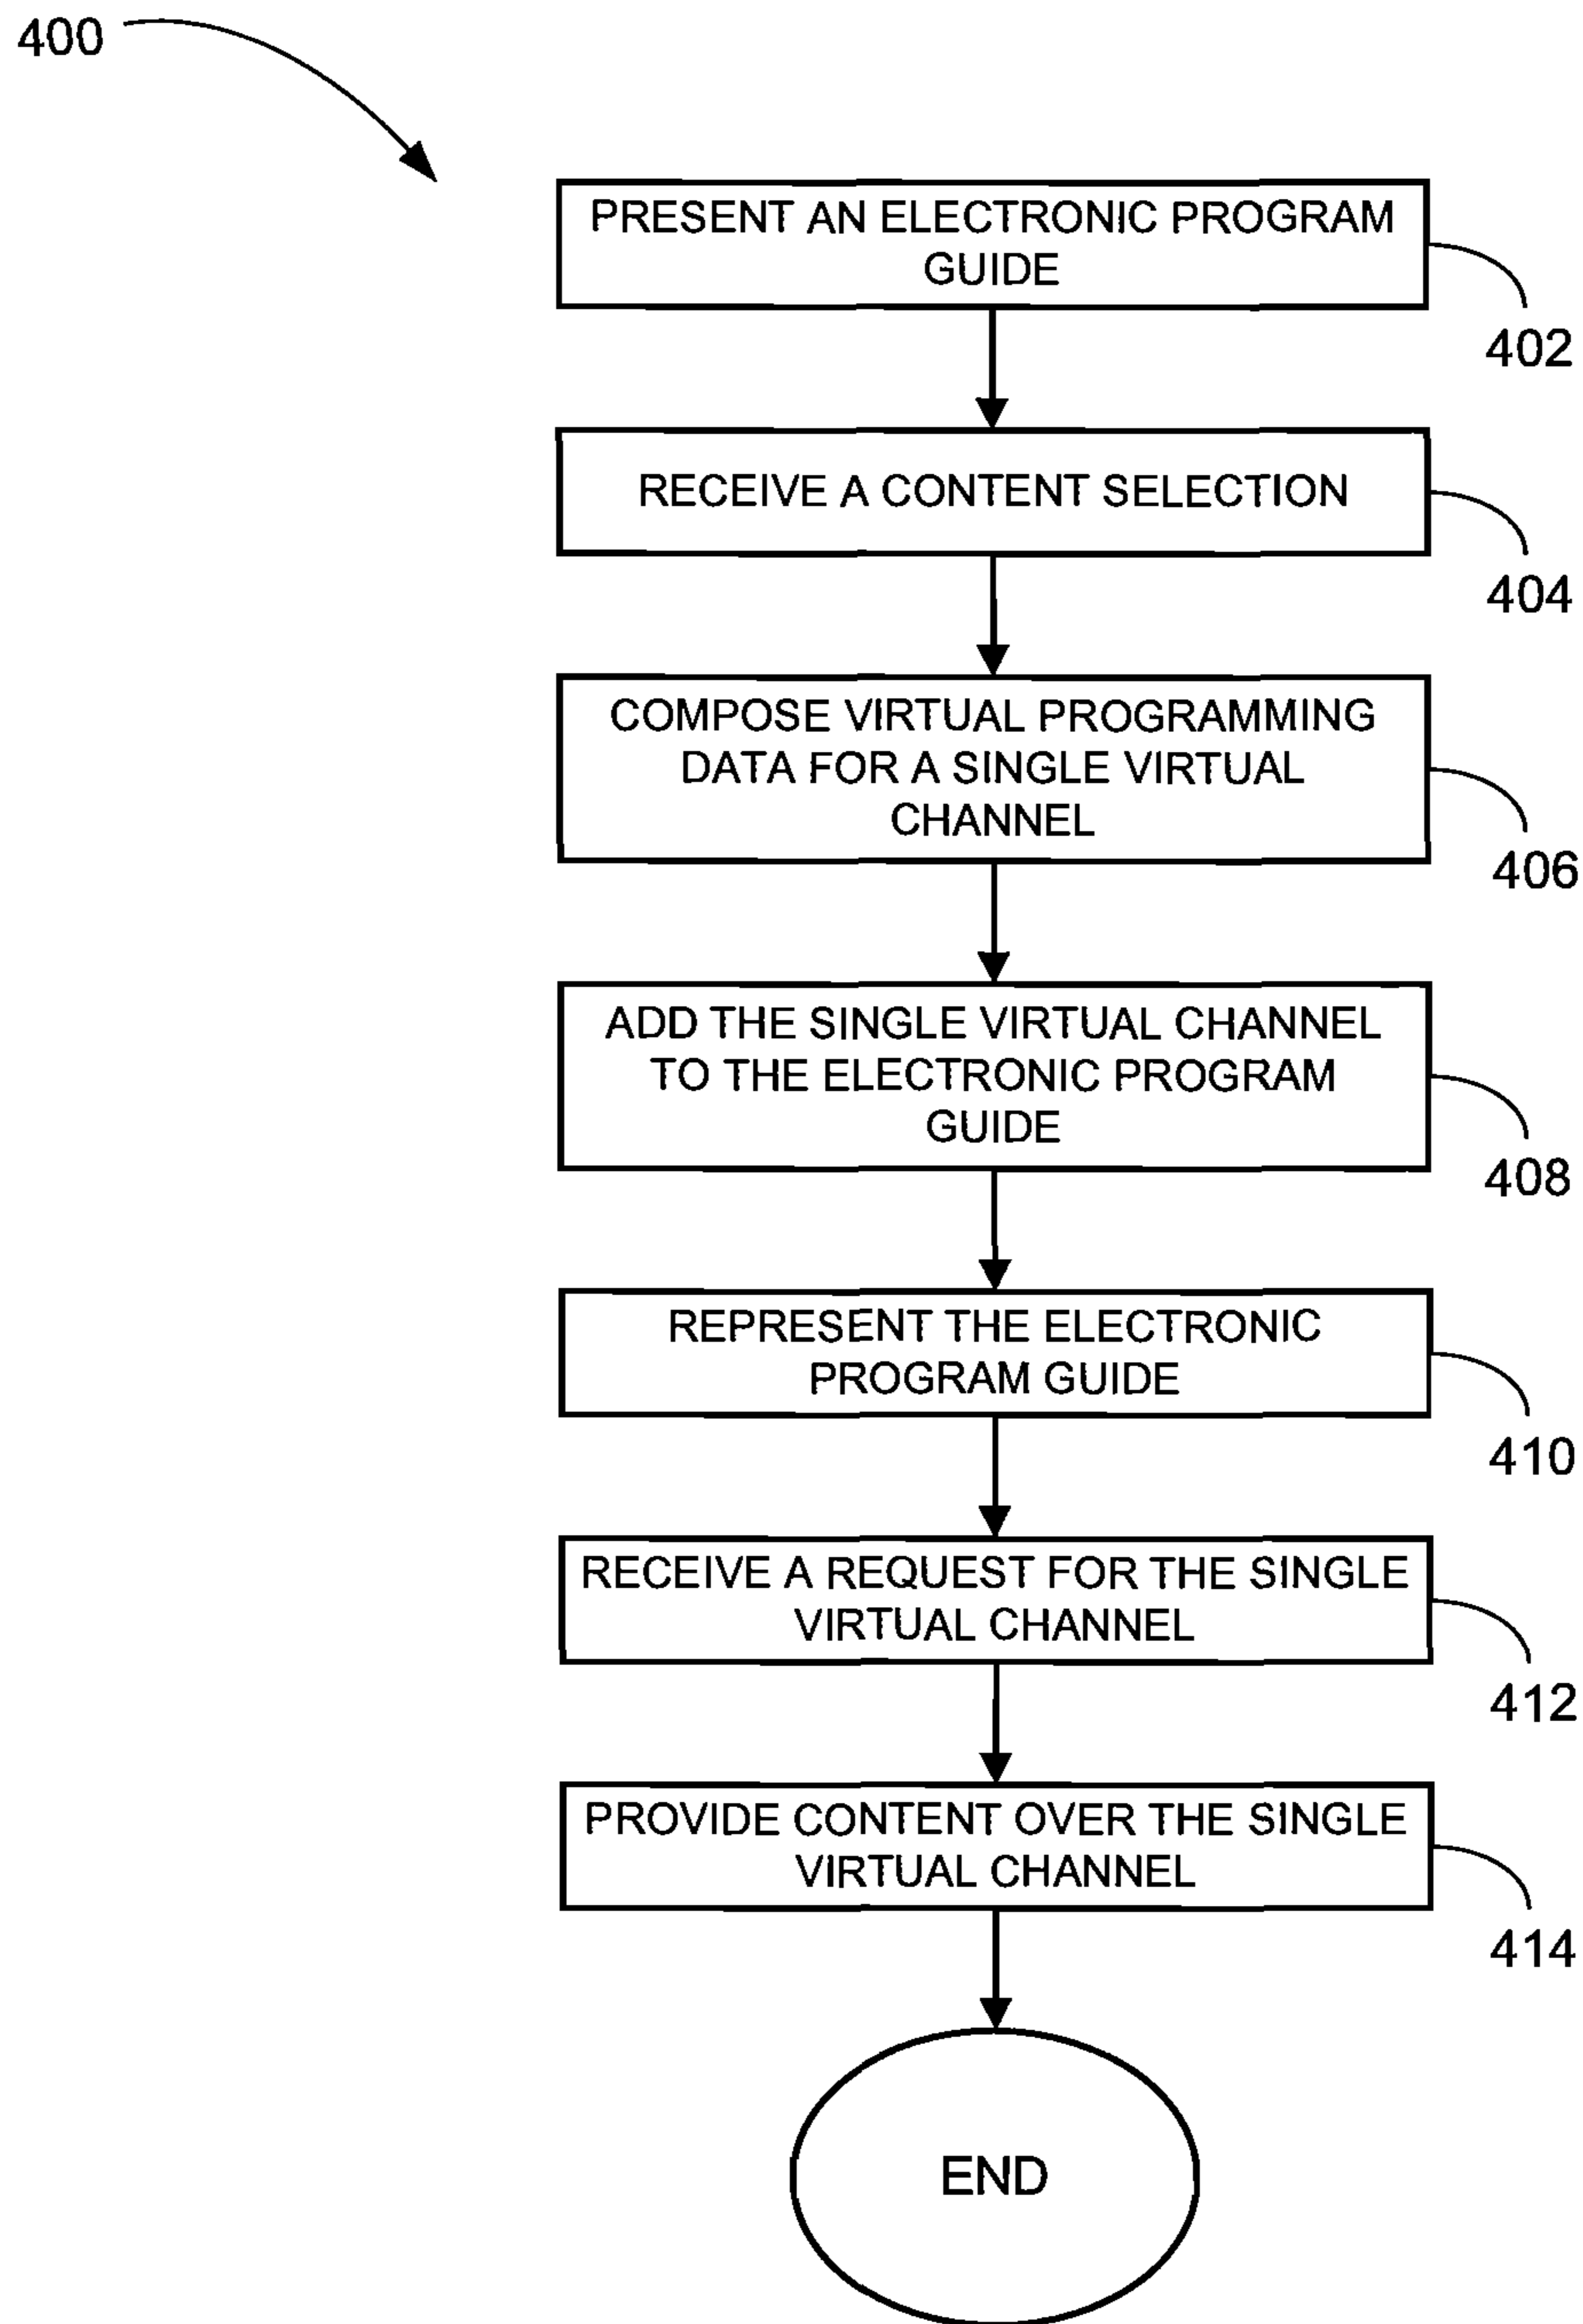 400
PRESENT AN ELECTRONIC PROGRAM
GUIDE
402
RECEIVE A CONTENT SELECTION
404
COMPOSE VIRTUAL PROGRAMMING
DATA FOR A SINGLE VIRTUAL
CHANNEL
406
ADD THE SINGLE VIRTUAL CHANNEL
TO THE ELECTRONIC PROGRAM
GUIDE
408
REPRESENT THE ELECTRONIC
PROGRAM GUIDE
410
RECEIVE A REQUEST FOR THE SINGLE
VIRTUAL CHANNEL
412
PROVIDE CONTENT OVER THE SINGLE
VIRTUAL CHANNEL
414
END